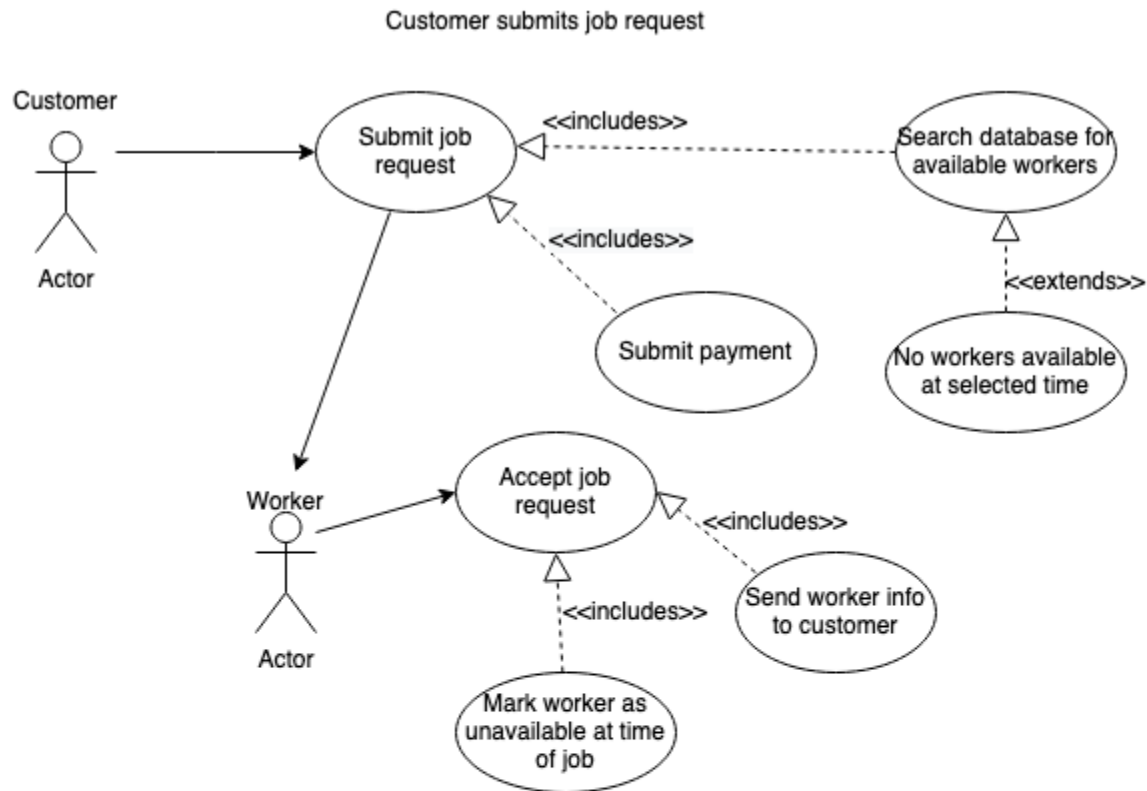 Customer submits job request
Customer
Actor
Submit job
request
<<includes>>
Search database for
available workers
<<includes>>
<<extends>>
Submit payment
No workers available
at selected time
Worker
Actor
Accept job
request
<<includes>>
Send worker info
to customer
<<includes>>
Mark worker as
unavailable at time
of job